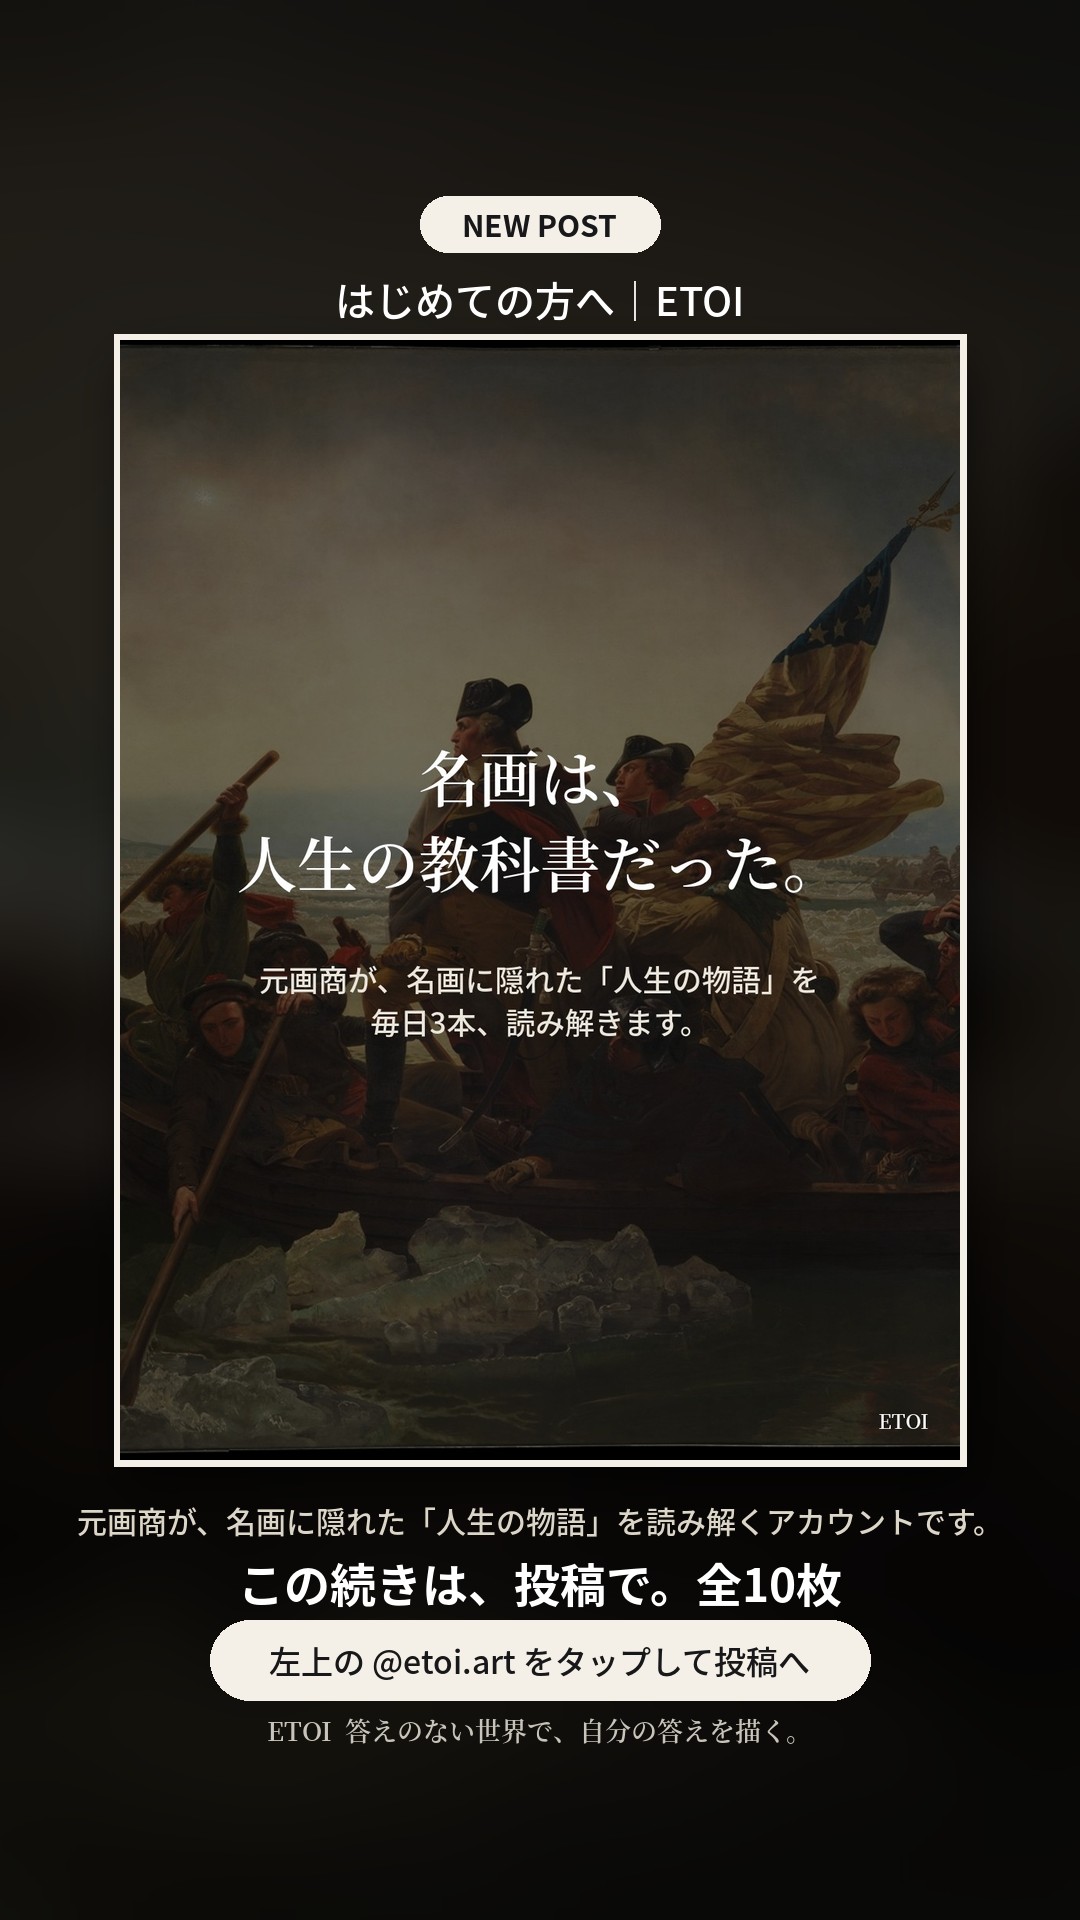 NEW POST
はじめての方へ｜ETOI
名画は、
人生の教科書だった。
元画商が、名画に隠れた「人生の物語」を
毎日3本、読み解きます。
ETOI
元画商が、名画に隠れた「人生の物語」を読み解くアカウントです。
この続きは、投稿で。全10枚
左上の @etoi.art をタップして投稿へ
ETOI 答えのない世界で、自分の答えを描く。